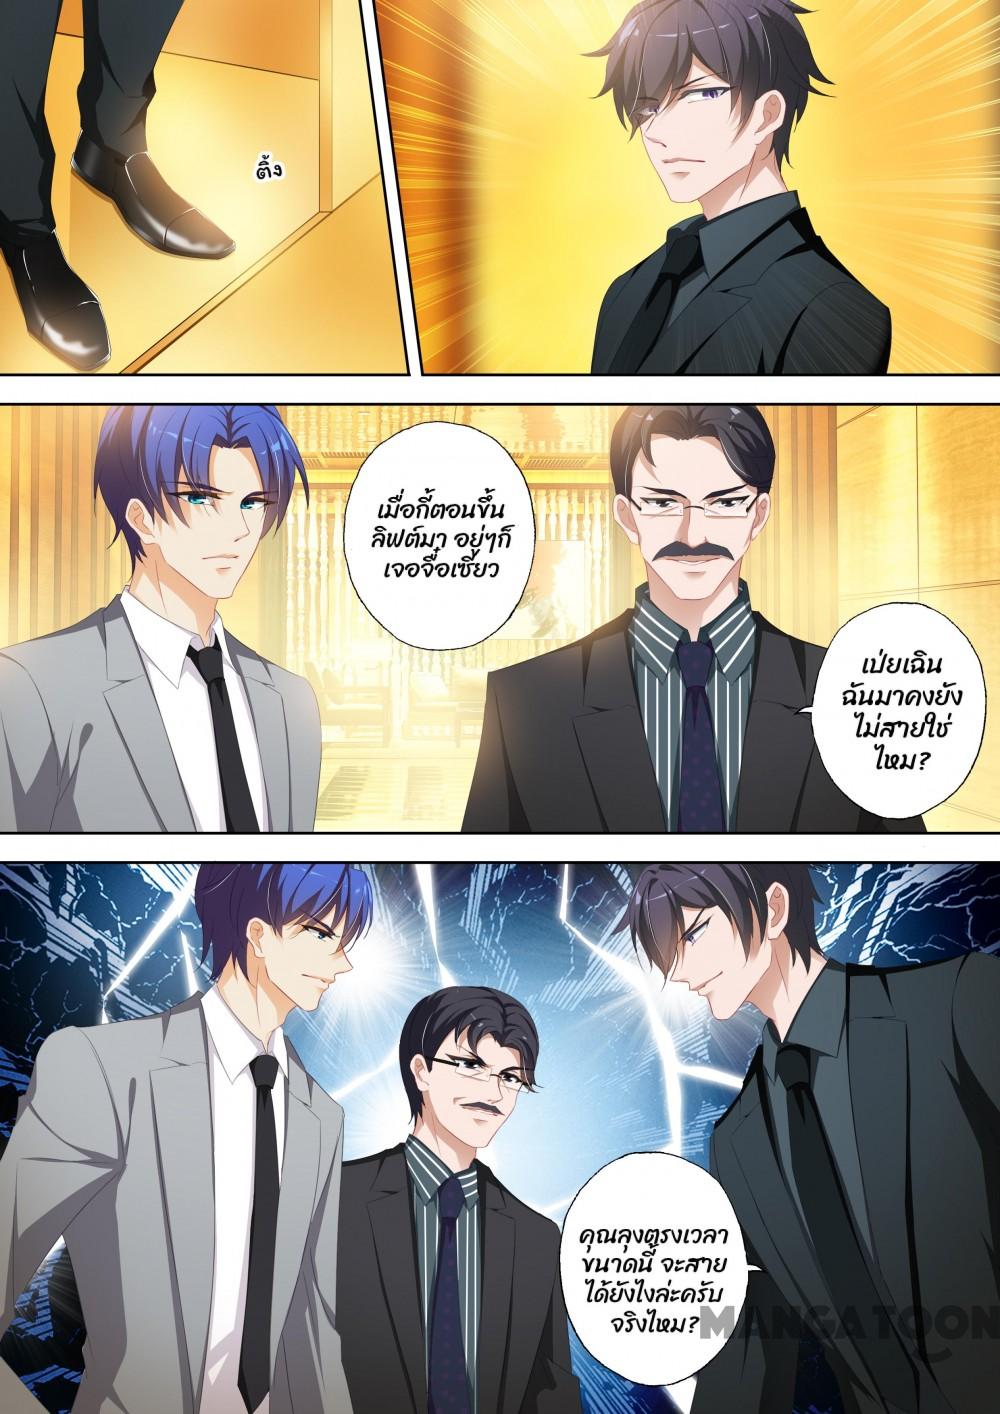 ติ้ง
เมื่อกี้ตอนขึ้น
ลิฟต์มา อยู่ๆก็
เจอจื่อเซียว
เป่ยเฉิน
ฉันมาคงยัง
ไม่สายใช่
ไหม?
คุณลุงตรงเวลา
ขนาดนี้ จะสาย
ได้ยังไงล่ะครับ
จริงไหม?
MANGATOON